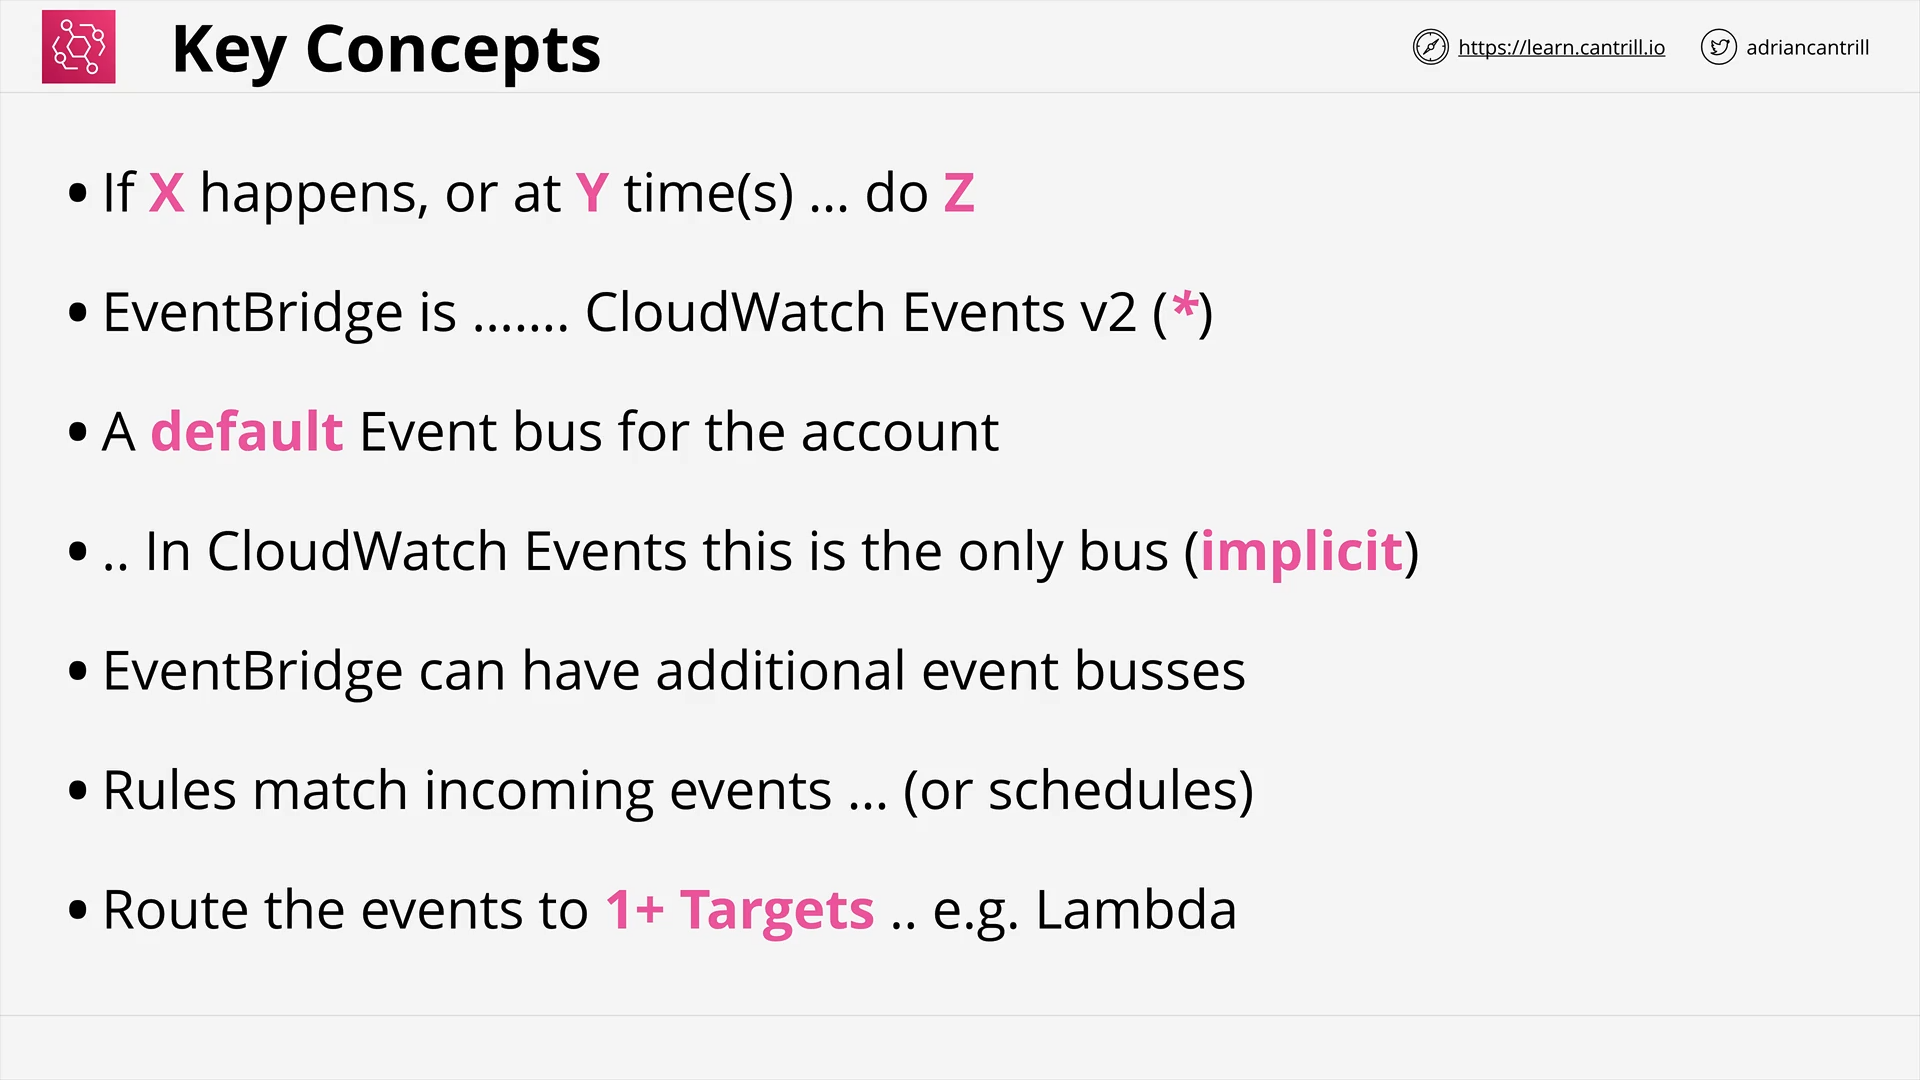 Key Concepts
https://learn.cantrill.io
adriancantrill
• If X happens, or at Y time(s) ... do Z
• EventBridge is ....... CloudWatch Events v2 (*)
• A default Event bus for the account
• .. In CloudWatch Events this is the only bus (implicit)
• EventBridge can have additional event busses
• Rules match incoming events ... (or schedules)
• Route the events to 1+ Targets .. e.g. Lambda